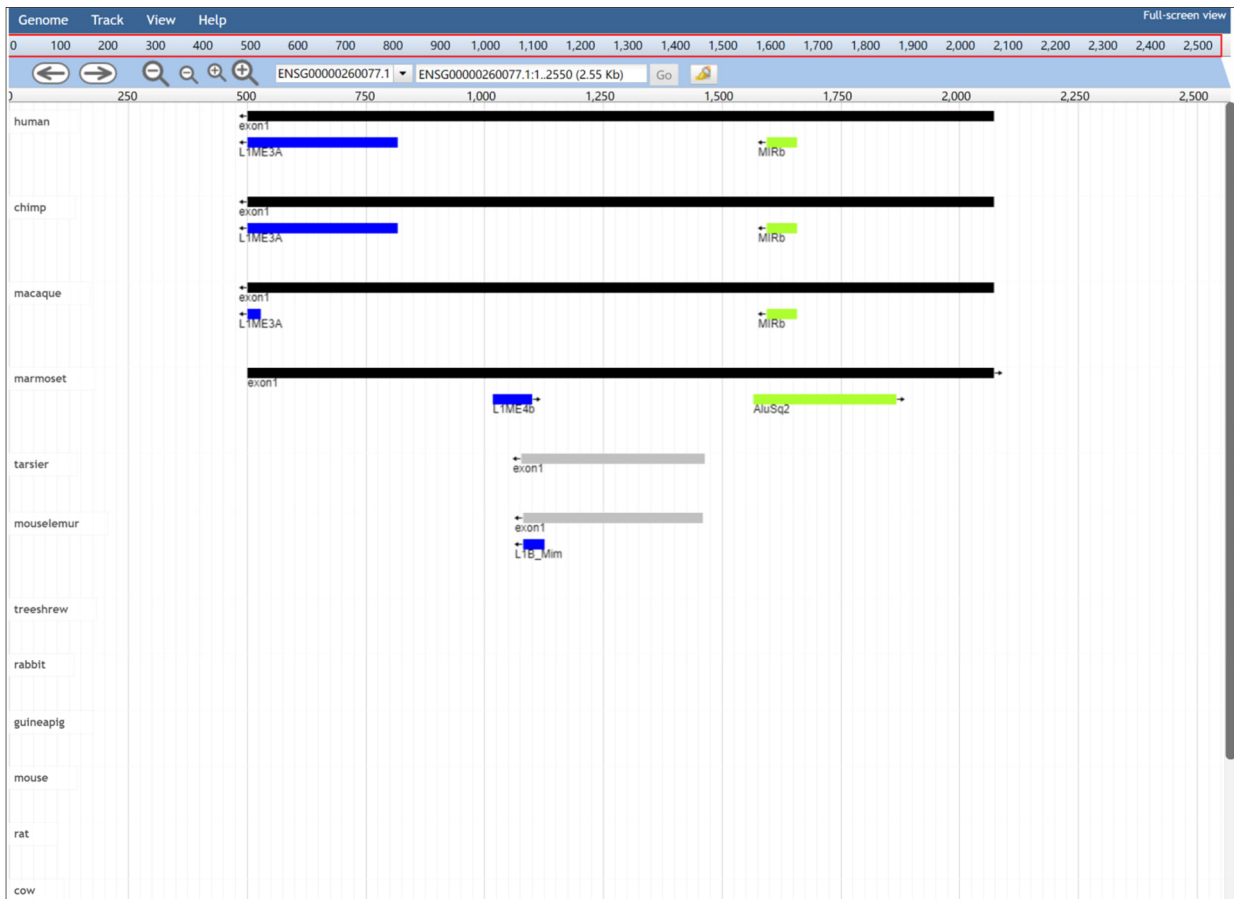 Genome Track View Help Full-screen view
0 100 200 300 400 500 600 700 800 900 1,000 1,100 1,200 1,300 1,400 1,500 1,600 1,700 1,800 1,900 2,000 2,100 2,200 2,300 2,400 2,500
ENSG00000260077.1 ENSG00000260077.1:1..2550 (2.55 Kb) Go
250 500 750 1,000 1,250 1,500 1,750 2,000 2,250 2,500
human
exon1
L1ME3A MIRb
chimp
exon1
L1ME3A MIRb
macaque
exon1
L1ME3A MIRb
marmoset
exon1
L1ME4b AluSq2
tarsier
exon1
mouselemur
exon1
L1B_Mim
treeshrew
rabbit
guineapig
mouse
rat
cow